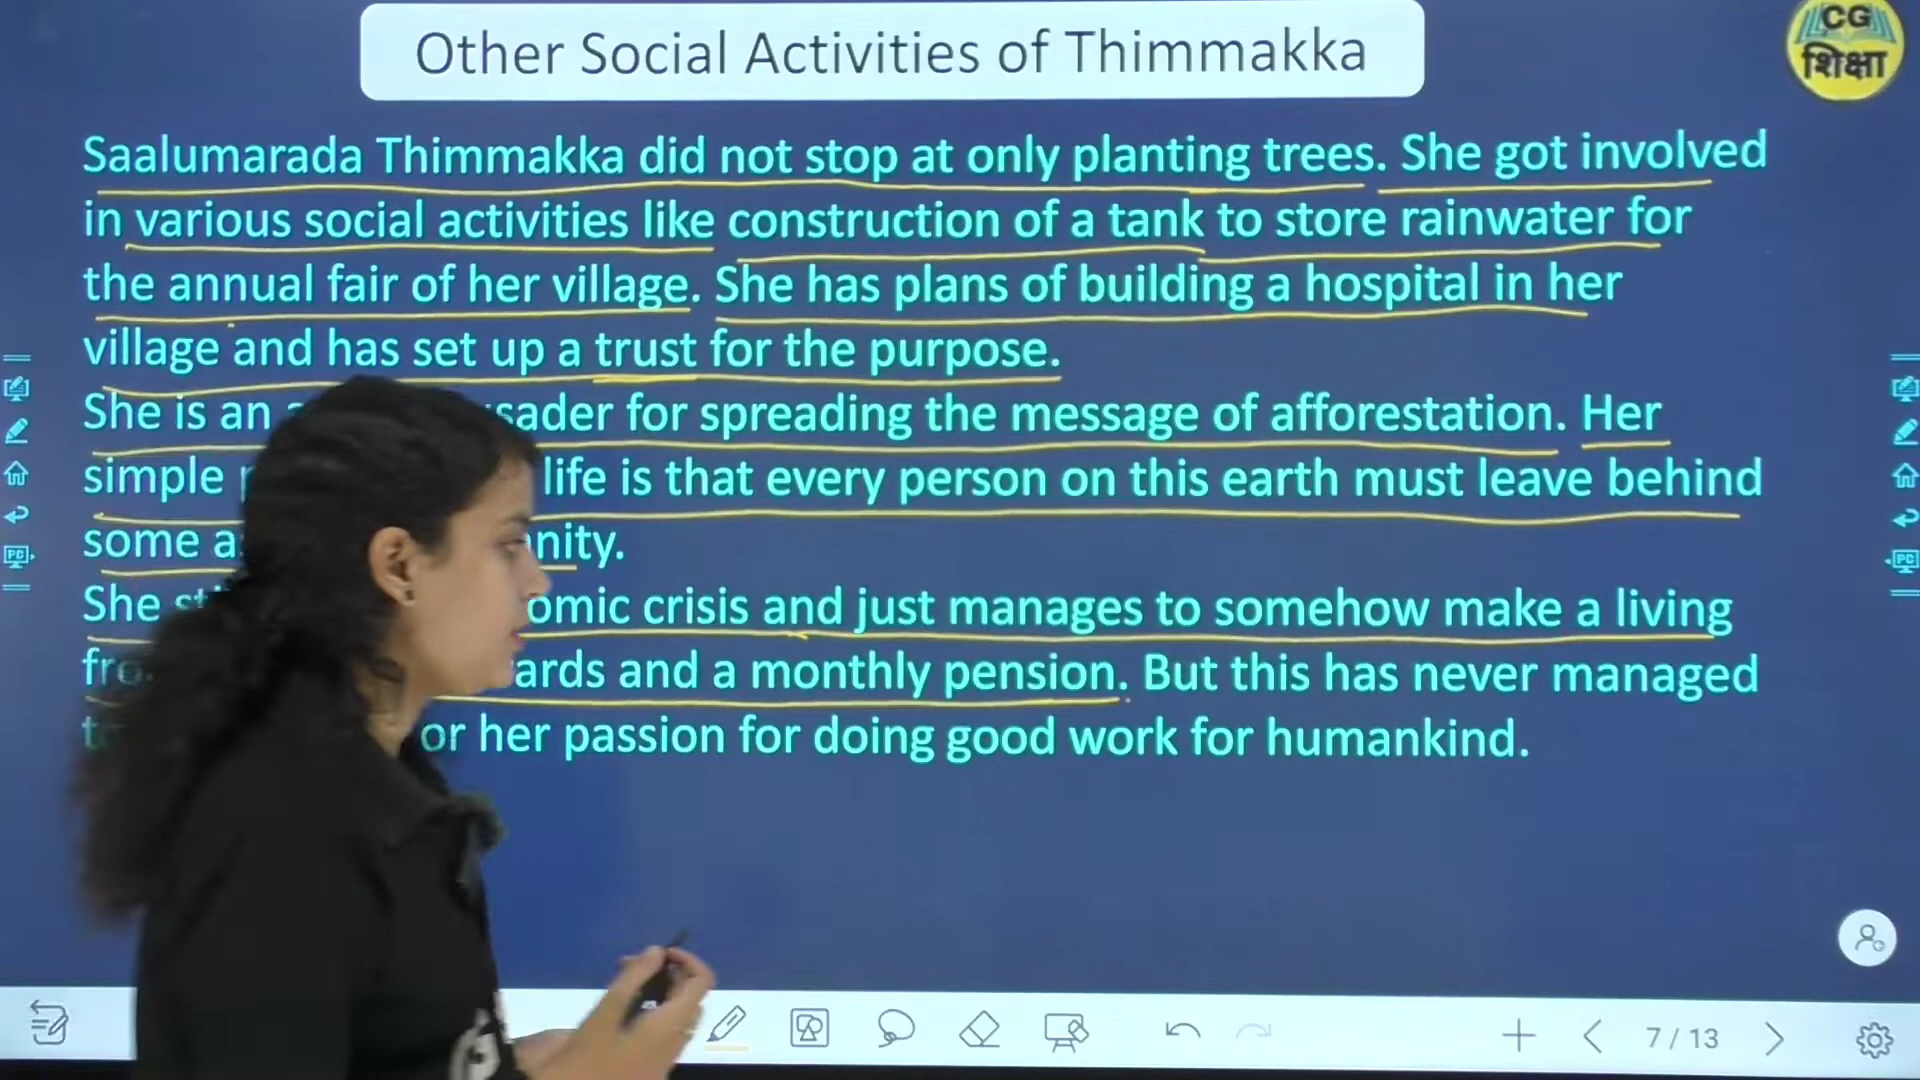 Other Social Activities of Thimmakka
CG
शिक्षा
Saalumarada Thimmakka did not stop at only planting trees. She got involved
in various social activities like construction of a tank to store rainwater for
the annual fair of her village. She has plans of building a hospital in her
village and has set up a trust for the purpose.
She is an for spreading the message of afforestation. Her
simple life is that every person on this earth must leave behind
some
She crisis and just manages to somehow make a living
and a monthly pension. But this has never managed
or her passion for doing good work for humankind.
PC
PC
7 / 13